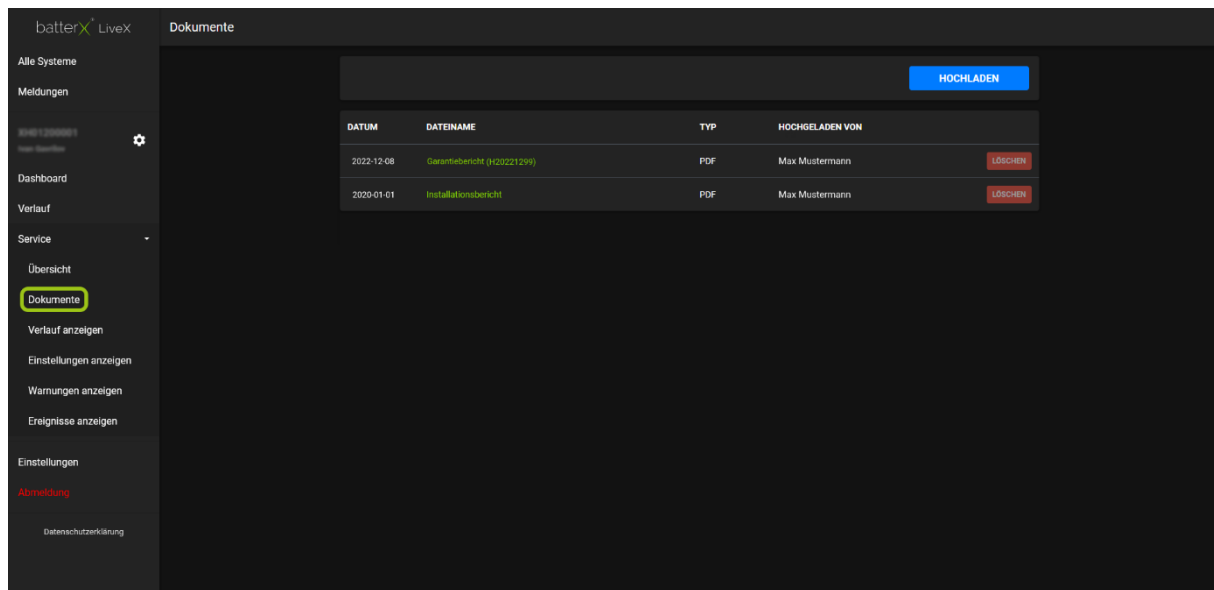 batterX LiveX
Dokumente
Alle Systeme
Meldungen
Dashboard
Verlauf
Service
Übersicht
Dokumente
Verlauf anzeigen
Einstellungen anzeigen
Warnungen anzeigen
Ereignisse anzeigen
Einstellungen
Abmeldung
Datenschutzerklärung
HOCHLADEN
DATUM DATEINAME TYP HOCHGELADEN VON
2022-12-08 Garantiebericht (H20221299) PDF Max Mustermann LÖSCHEN
2020-01-01 Installationsbericht PDF Max Mustermann LÖSCHEN